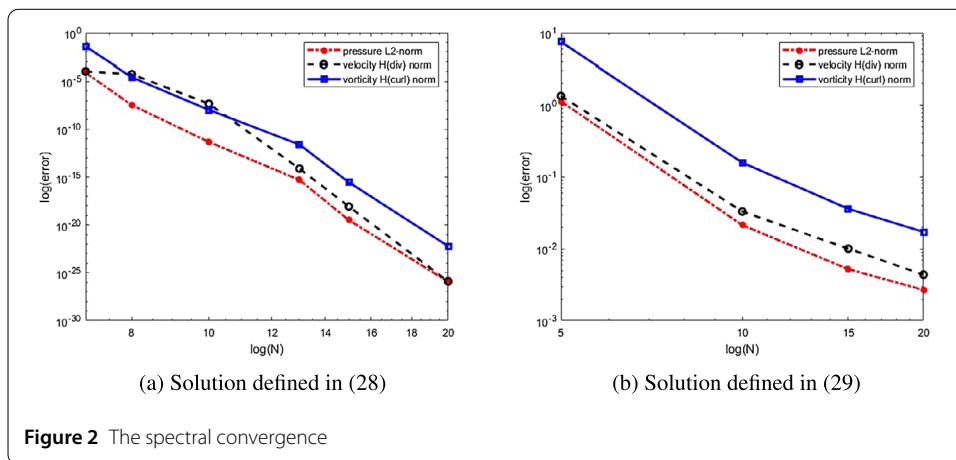 10^0
10^-5
10^-10
10^-15
10^-20
10^-25
10^-30
log(error)
pressure L2-norm
velocity H(div) norm
vorticity H(curl) norm
8 10 12 14 16 18 20
log(N)
(a) Solution defined in (28)
10^1
10^0
10^-1
10^-2
10^-3
log(error)
pressure L2-norm
velocity H(div) norm
vorticity H(curl) norm
5 10 15 20
log(N)
(b) Solution defined in (29)
Figure 2 The spectral convergence